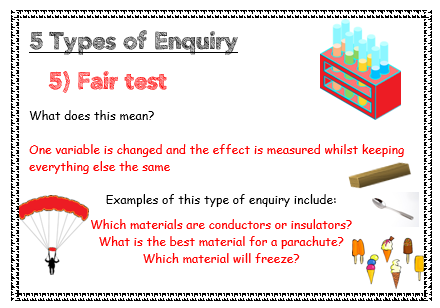 5 Types of Enquiry
5) Fair test
What does this mean?
One variable is changed and the effect is measured whilst keeping
everything else the same
Examples of this type of enquiry include:
Which materials are conductors or insulators?
What is the best material for a parachute?
Which material will freeze?